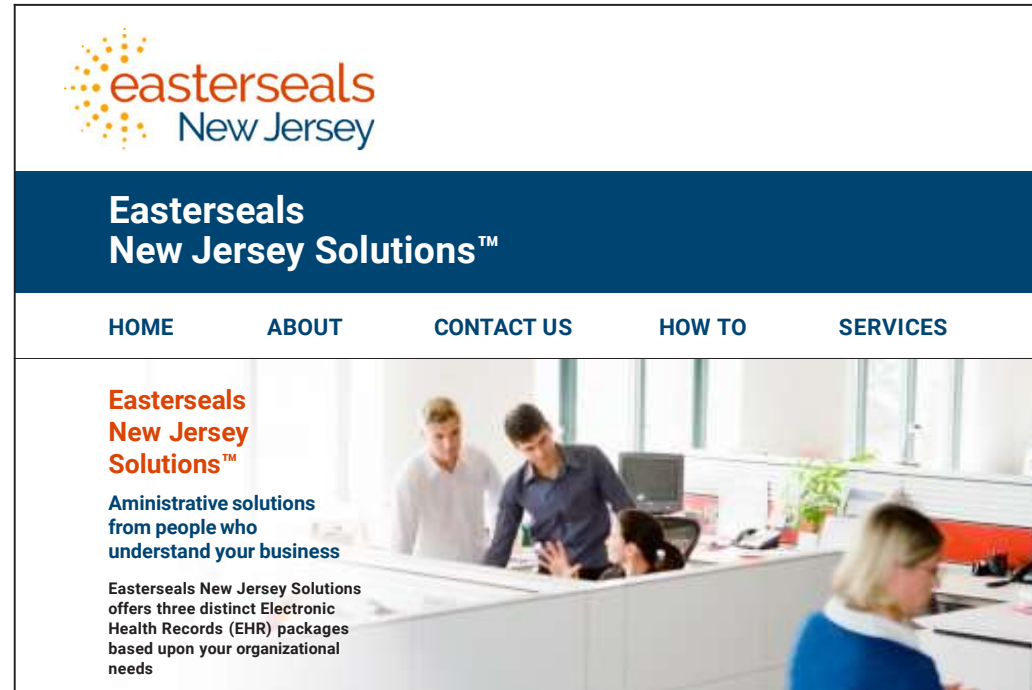 easterseals
New Jersey
Easterseals
New Jersey Solutions™
HOME ABOUT CONTACT US HOW TO SERVICES
Easterseals
New Jersey
Solutions™
Aministrative solutions
from people who
understand your business
Easterseals New Jersey Solutions
offers three distinct Electronic
Health Records (EHR) packages
based upon your organizational
needs